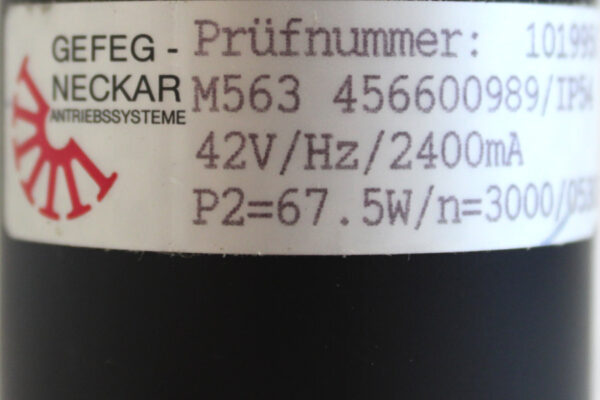 GEFEG -
NECKAR
ANTRIEBSSYSTEME
Prüfnummer:
M563 456600989/IP54
42V/Hz/2400mA
P2=67.5W/n=3000/